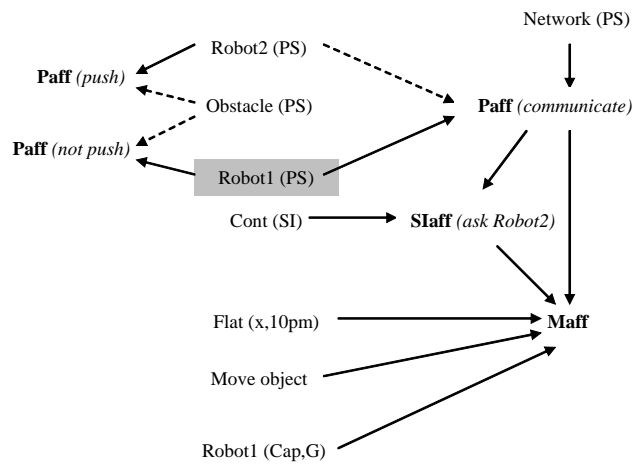 Network (PS)
Robot2 (PS)
Paff (push)
Obstacle (PS)
Paff (communicate)
Paff (not push)
Robot1 (PS)
Cont (SI)
SIaff (ask Robot2)
Flat (x,10pm)
Maff
Move object
Robot1 (Cap,G)